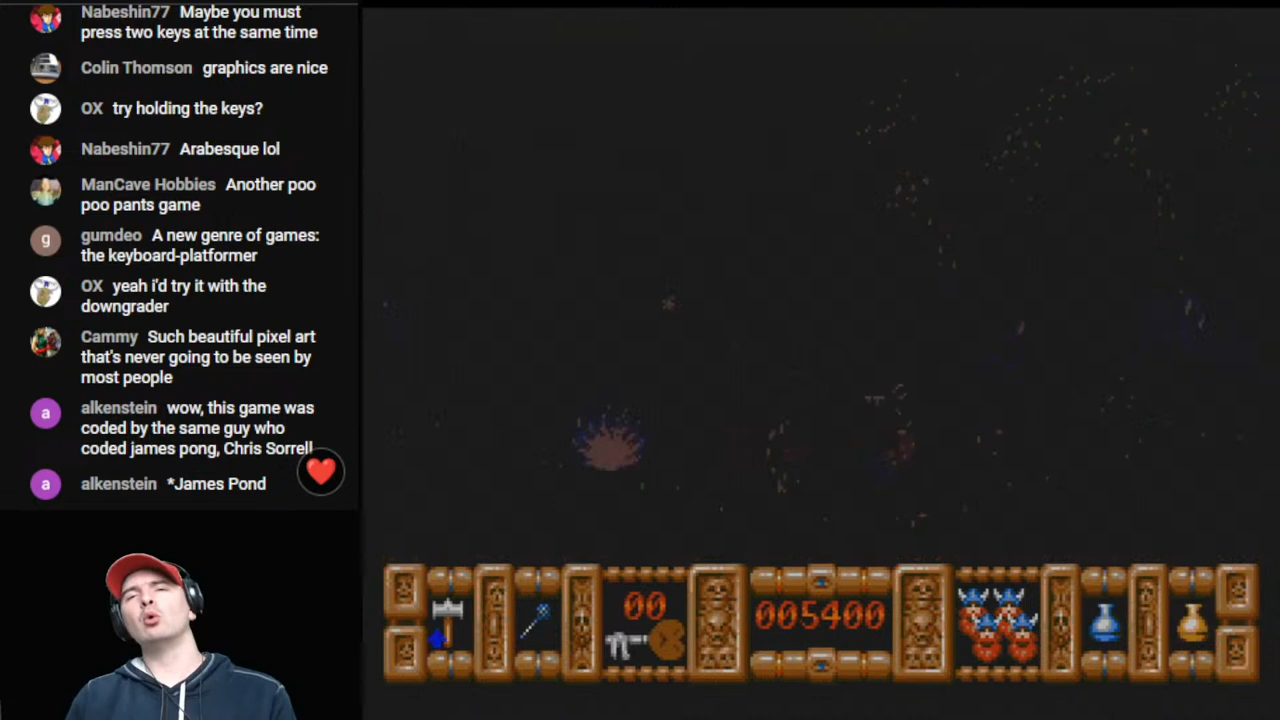 Nabeshin77 Maybe you must
press two keys at the same time
Colin Thomson graphics are nice
OX try holding the keys?
Nabeshin77 Arabesque lol
ManCave Hobbies Another poo
poo pants game
g gumdeo A new genre of games:
the keyboard-platformer
OX yeah i'd try it with the
downgrader
Cammy Such beautiful pixel art
that's never going to be seen by
most people
a alkenstein wow, this game was
coded by the same guy who
coded james pong, Chris Sorrell
a alkenstein *James Pond
00
005400